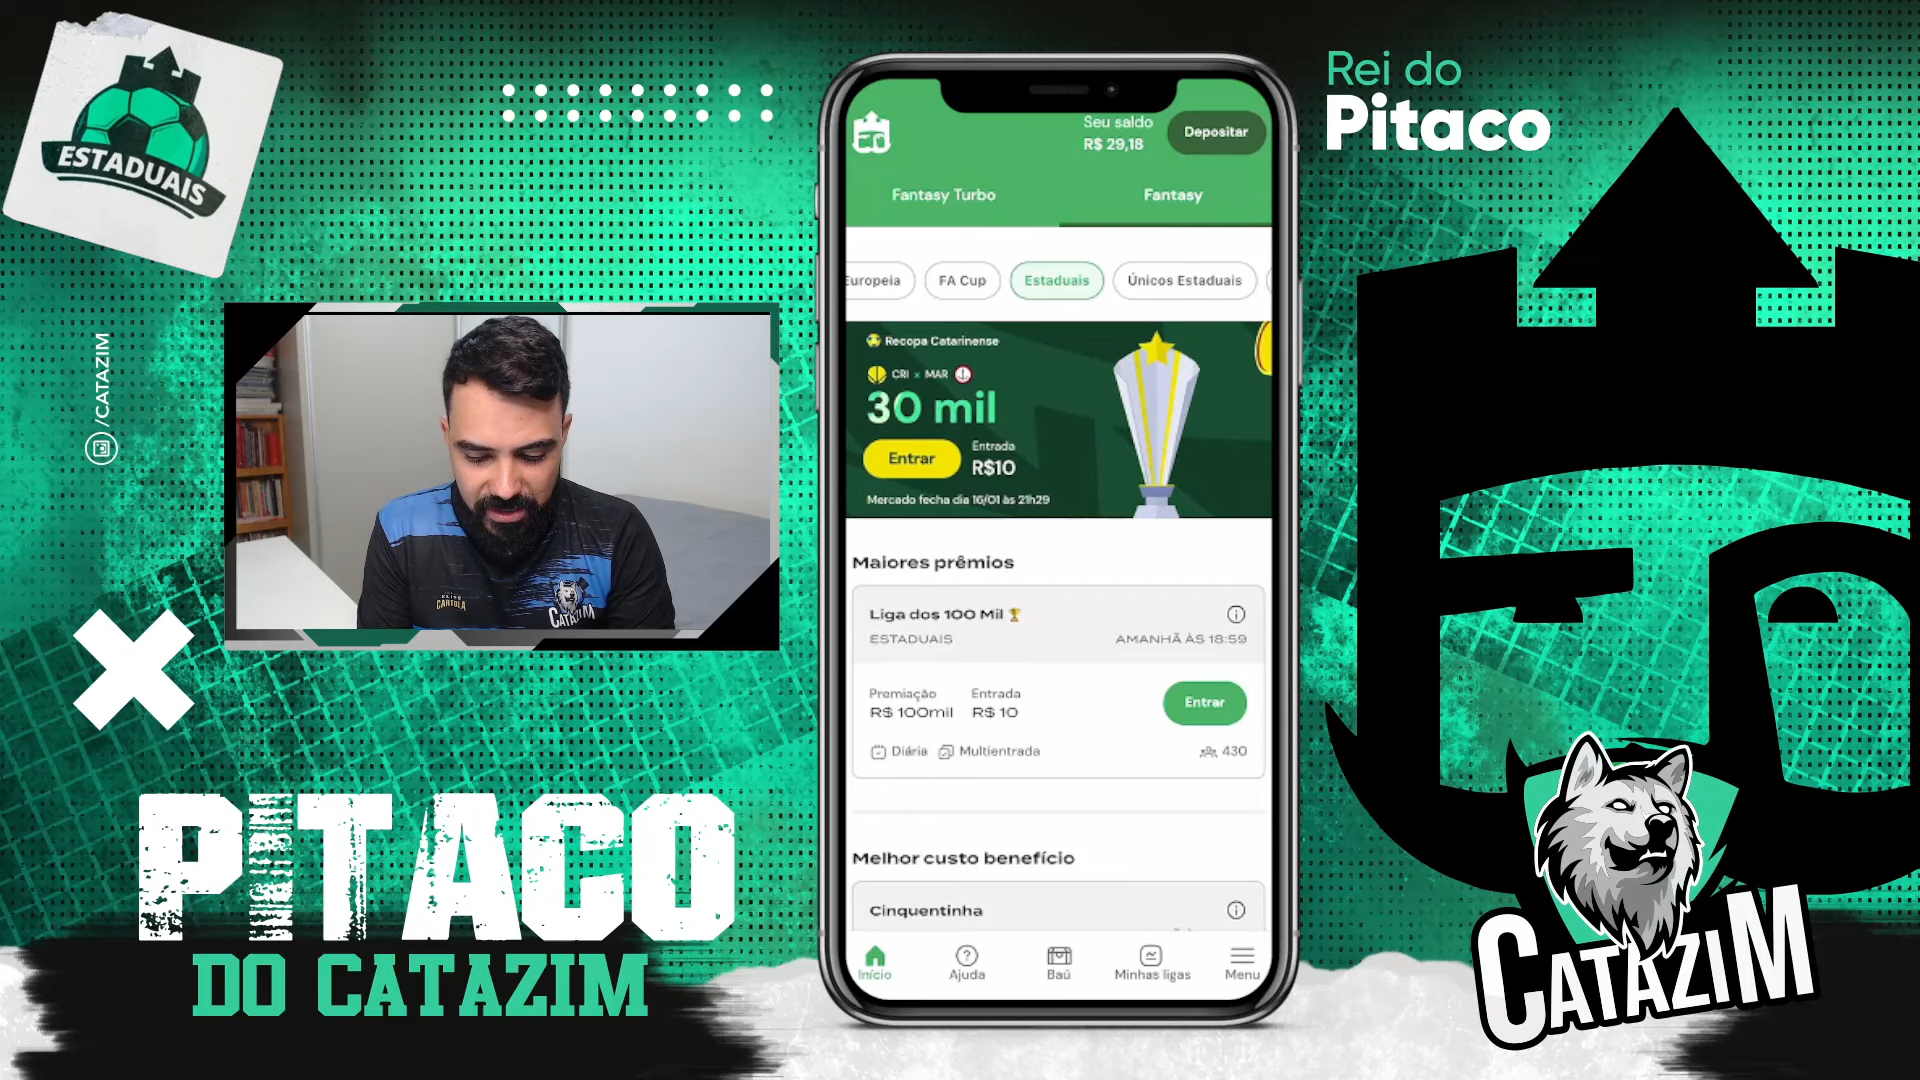 ESTADUAIS
/CATAZIM
ELITE
CARTOLA
CATAZIM
PITACO
DO CATAZIM
Seu saldo
R$ 29,18
Depositar
Fantasy Turbo
Fantasy
Europeia
FA Cup
Estaduais
Únicos Estaduais
Recopa Catarinense
CRI x MAR
30 mil
Entrar
Entrada
R$10
Mercado fecha dia 16/01 às 21h29
Maiores prêmios
Liga dos 100 Mil
ESTADUAIS
AMANHÃ ÀS 18:59
Premiação
R$ 100mil
Entrada
R$ 10
Entrar
Diária
Multientrada
430
Melhor custo benefício
Cinquentinha
Início
Ajuda
Baú
Minhas ligas
Menu
Rei do
Pitaco
CATAZIM